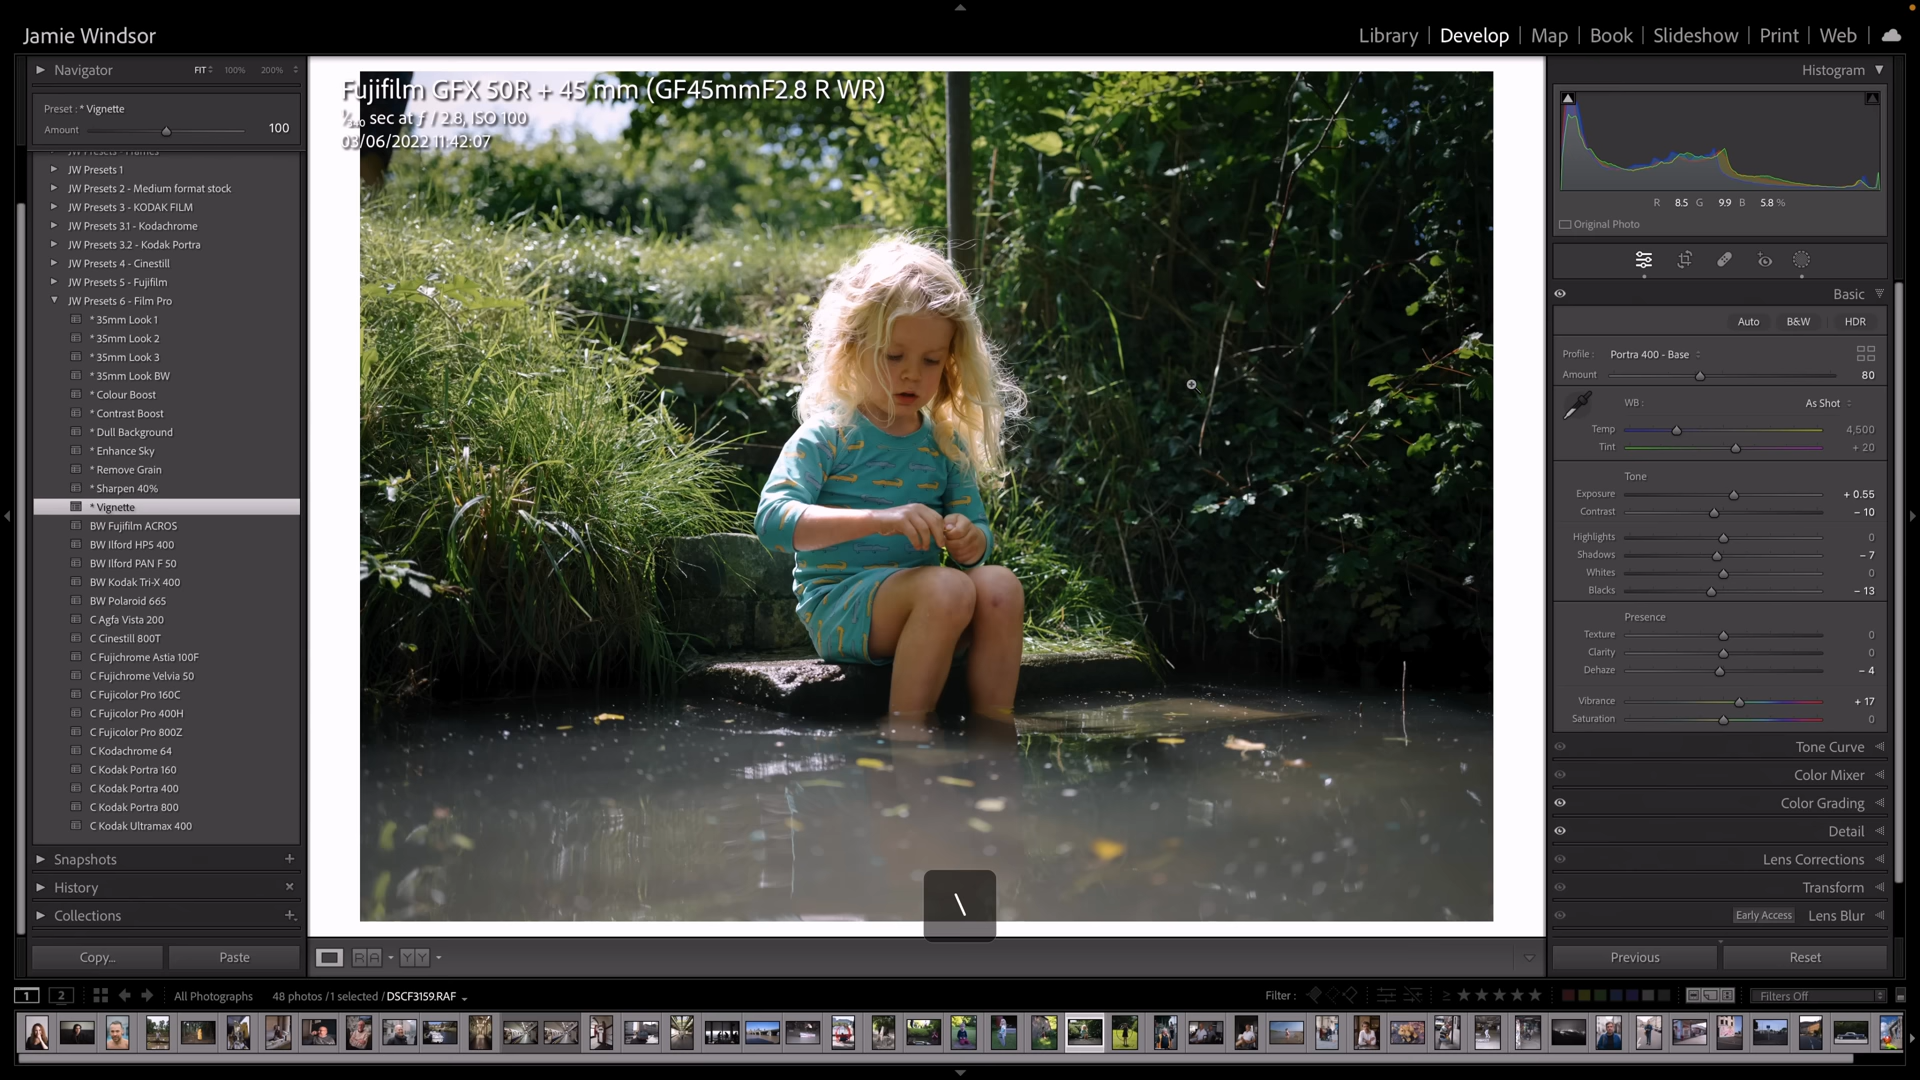 Jamie Windsor
Library | Develop | Map | Book | Slideshow | Print | Web
Navigator FIT 100% 200%
Preset : * Vignette
Amount 100
JW Presets 1
JW Presets 2 - Medium format stock
JW Presets 3 - KODAK FILM
JW Presets 3.1 - Kodachrome
JW Presets 3.2 - Kodak Portra
JW Presets 4 - Cinestill
JW Presets 5 - Fujifilm
JW Presets 6 - Film Pro
* 35mm Look 1
* 35mm Look 2
* 35mm Look 3
* 35mm Look BW
* Colour Boost
* Contrast Boost
* Dull Background
* Enhance Sky
* Remove Grain
* Sharpen 40%
* Vignette
BW Fujifilm ACROS
BW Ilford HP5 400
BW Ilford PAN F 50
BW Kodak Tri-X 400
BW Polaroid 665
C Agfa Vista 200
C Cinestill 800T
C Fujichrome Astia 100F
C Fujichrome Velvia 50
C Fujicolor Pro 160C
C Fujicolor Pro 400H
C Fujicolor Pro 800Z
C Kodachrome 64
C Kodak Portra 160
C Kodak Portra 400
C Kodak Portra 800
C Kodak Ultramax 400
Snapshots +
History ×
Collections +
Copy... Paste
Fujifilm GFX 50R + 45 mm (GF45mmF2.8 R WR)
sec at ƒ / 2.8, ISO 100
03/06/2022 11:42:07
\
R A Y Y
Histogram
R 8.5 G 9.9 B 5.8 %
Original Photo
Basic
Auto B&W HDR
Profile : Portra 400 - Base
Amount 80
WB : As Shot
Temp 4,500
Tint + 20
Tone
Exposure + 0.55
Contrast – 10
Highlights 0
Shadows – 7
Whites 0
Blacks – 13
Presence
Texture 0
Clarity 0
Dehaze – 4
Vibrance + 17
Saturation 0
Tone Curve
Color Mixer
Color Grading
Detail
Lens Corrections
Transform
Early Access Lens Blur
Previous Reset
1 2 All Photographs 48 photos / 1 selected / DSCF3159.RAF Filter : ≥ ★★★★★ Filters Off